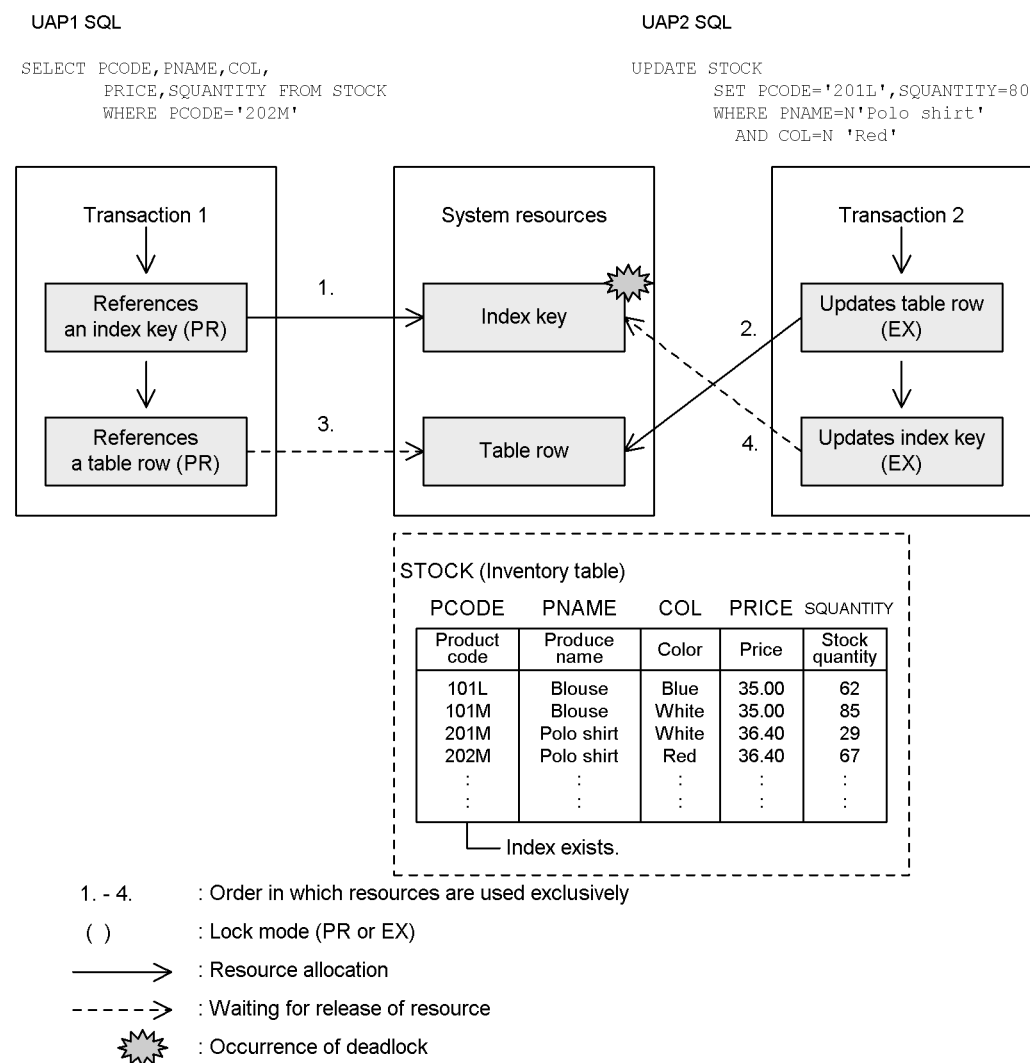 UAP1 SQL
UAP2 SQL
SELECT PCODE,PNAME,COL,
PRICE,SQUANTITY FROM STOCK
WHERE PCODE='202M'
UPDATE STOCK
SET PCODE='201L',SQUANTITY=80
WHERE PNAME=N'Polo shirt'
AND COL=N 'Red'
Transaction 1
System resources
Transaction 2
References
an index key (PR)
1.
Index key
2.
Updates table row
(EX)
References
a table row (PR)
3.
Table row
4.
Updates index key
(EX)
STOCK (Inventory table)
PCODE PNAME COL PRICE SQUANTITY
Product code Produce name Color Price Stock quantity
101L Blouse Blue 35.00 62
101M Blouse White 35.00 85
201M Polo shirt White 36.40 29
202M Polo shirt Red 36.40 67
: : : : :
: : : : :
Index exists.
1. - 4. : Order in which resources are used exclusively
( ) : Lock mode (PR or EX)
: Resource allocation
: Waiting for release of resource
: Occurrence of deadlock